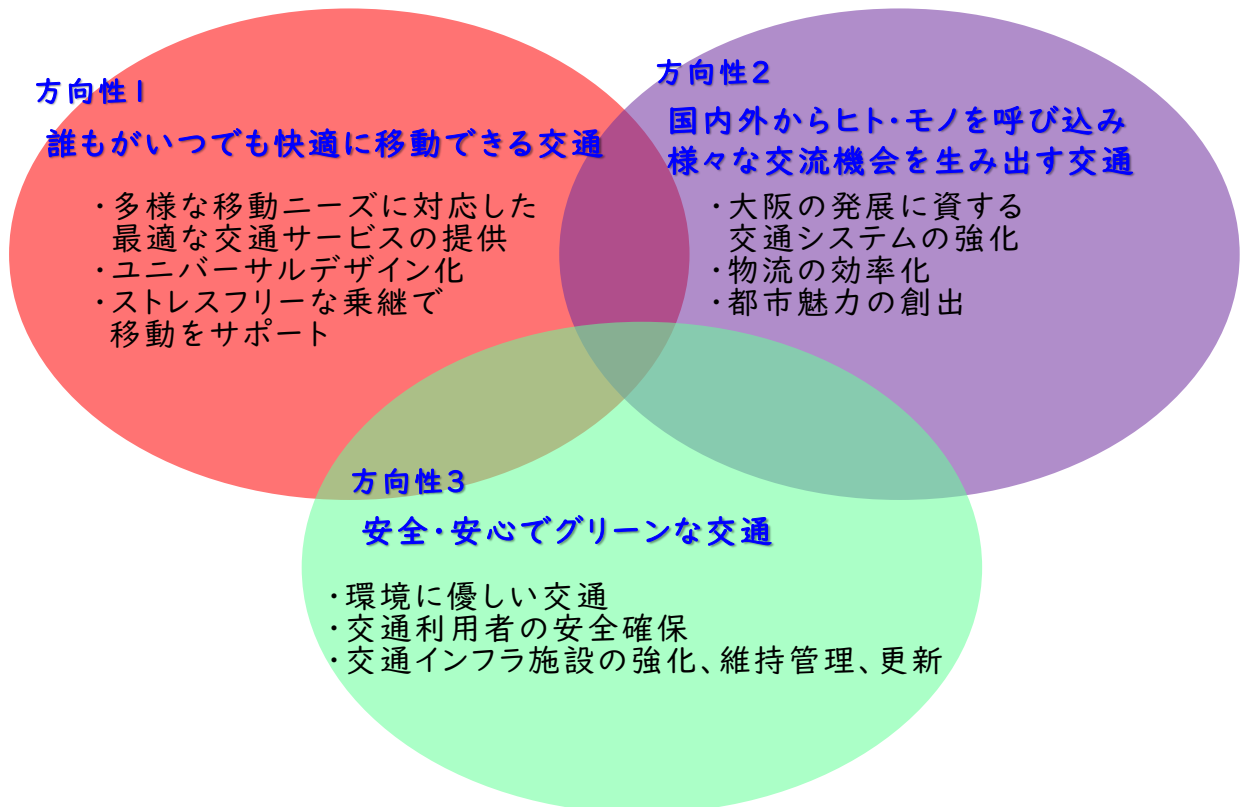 方向性1
誰もがいつでも快適に移動できる交通
・多様な移動ニーズに対応した
最適な交通サービスの提供
・ユニバーサルデザイン化
・ストレスフリーな乗継で
移動をサポート
方向性2
国内外からヒト・モノを呼び込み
様々な交流機会を生み出す交通
・大阪の発展に資する
交通システムの強化
・物流の効率化
・都市魅力の創出
方向性3
安全・安心でグリーンな交通
・環境に優しい交通
・交通利用者の安全確保
・交通インフラ施設の強化、維持管理、更新